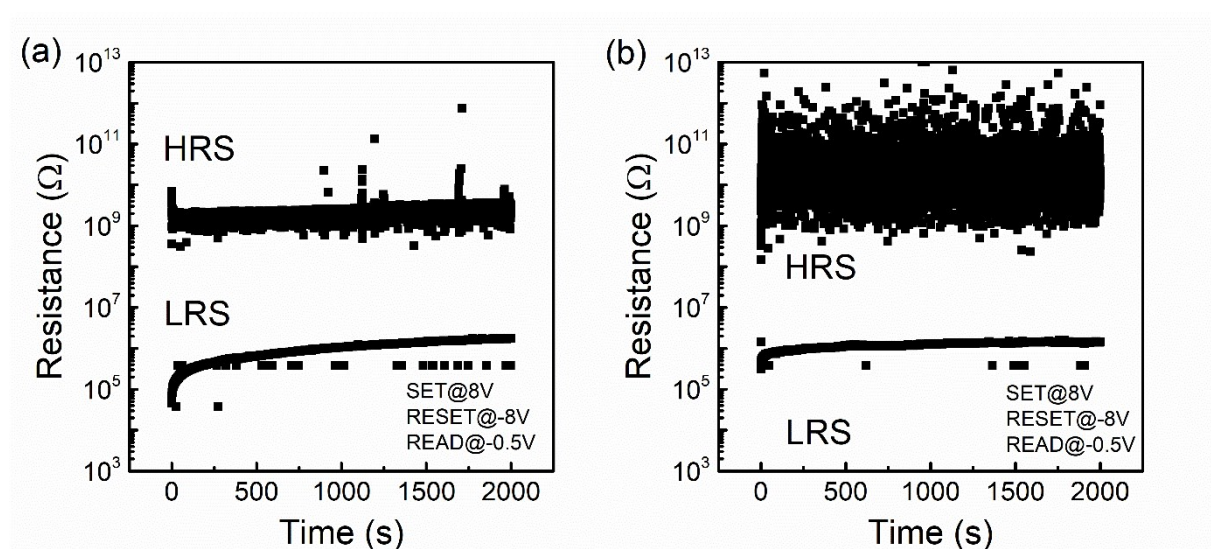 (a)
10^13
10^11
10^9
10^7
10^5
10^3
Resistance (Ω)
HRS
LRS
SET@8V
RESET@-8V
READ@-0.5V
0 500 1000 1500 2000
Time (s)
(b)
10^13
10^11
10^9
10^7
10^5
10^3
Resistance (Ω)
HRS
LRS
SET@8V
RESET@-8V
READ@-0.5V
0 500 1000 1500 2000
Time (s)